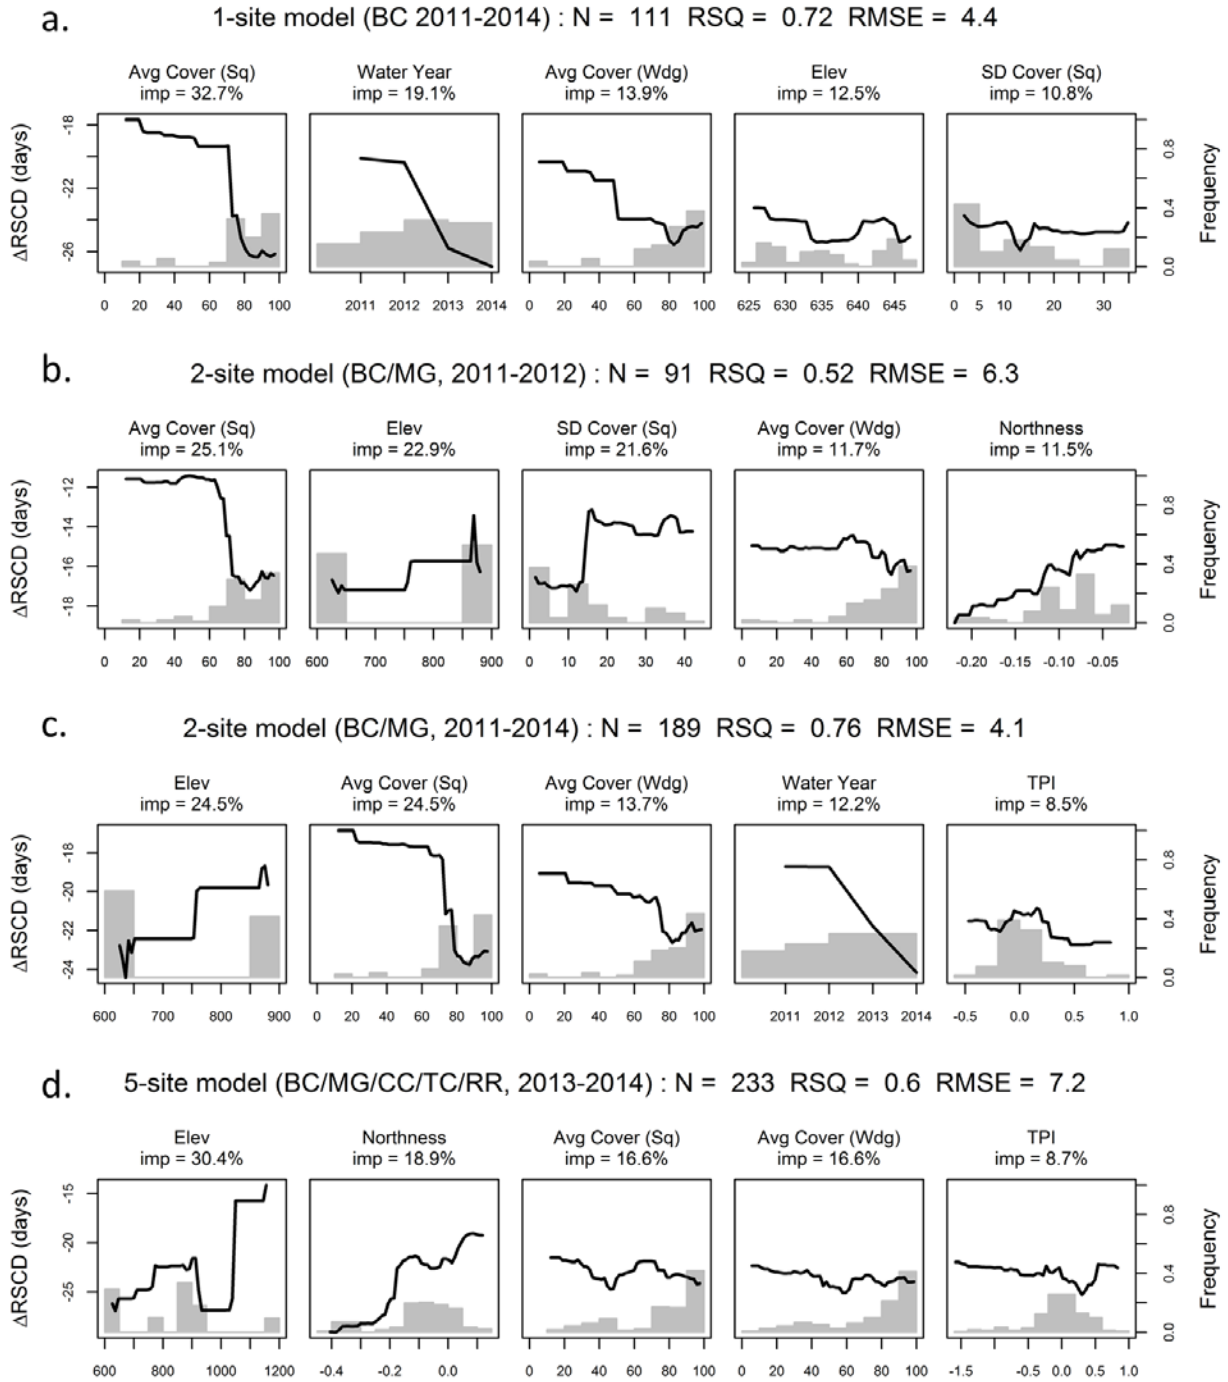 a. 1-site model (BC 2011-2014) : N = 111 RSQ = 0.72 RMSE = 4.4
Avg Cover (Sq) Water Year Avg Cover (Wdg) Elev SD Cover (Sq)
imp = 32.7% imp = 19.1% imp = 13.9% imp = 12.5% imp = 10.8%
ΔRSCD (days)
-18 -22 -26
0.0 0.4 0.8
Frequency
0 20 40 60 80 100 2011 2012 2013 2014 0 20 40 60 80 100 625 630 635 640 645 0 5 10 20 30
b. 2-site model (BC/MG, 2011-2012) : N = 91 RSQ = 0.52 RMSE = 6.3
Avg Cover (Sq) Elev SD Cover (Sq) Avg Cover (Wdg) Northness
imp = 25.1% imp = 22.9% imp = 21.6% imp = 11.7% imp = 11.5%
ΔRSCD (days)
-12 -14 -16 -18
0.0 0.4 0.8
Frequency
0 20 40 60 80 100 600 700 800 900 0 10 20 30 40 0 20 40 60 80 100 -0.20 -0.15 -0.10 -0.05
c. 2-site model (BC/MG, 2011-2014) : N = 189 RSQ = 0.76 RMSE = 4.1
Elev Avg Cover (Sq) Avg Cover (Wdg) Water Year TPI
imp = 24.5% imp = 24.5% imp = 13.7% imp = 12.2% imp = 8.5%
ΔRSCD (days)
-18 -20 -22 -24
0.0 0.4 0.8
Frequency
600 700 800 900 0 20 40 60 80 100 0 20 40 60 80 100 2011 2012 2013 2014 -0.5 0.0 0.5 1.0
d. 5-site model (BC/MG/CC/TC/RR, 2013-2014) : N = 233 RSQ = 0.6 RMSE = 7.2
Elev Northness Avg Cover (Sq) Avg Cover (Wdg) TPI
imp = 30.4% imp = 18.9% imp = 16.6% imp = 16.6% imp = 8.7%
ΔRSCD (days)
-15 -20 -25
0.0 0.4 0.8
Frequency
600 800 1000 1200 -0.4 -0.2 0.0 0 20 40 60 80 100 0 20 40 60 80 100 -1.5 -0.5 0.0 0.5 1.0